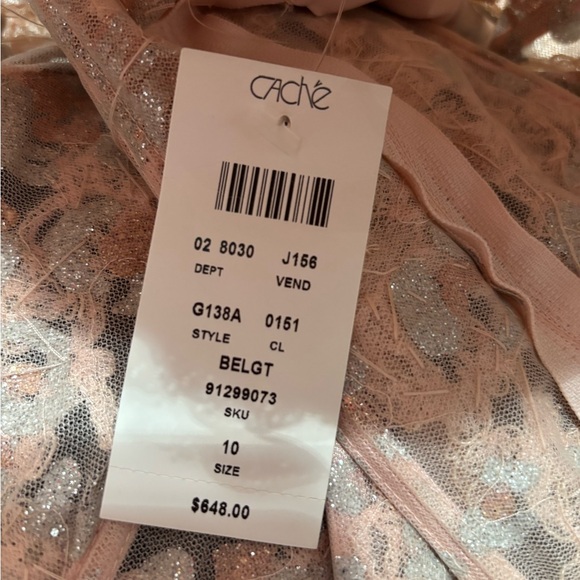 CACHé
02 8030 J156
DEPT VEND
G138A 0151
STYLE CL
BELGT
91299073
SKU
10
SIZE
$648.00